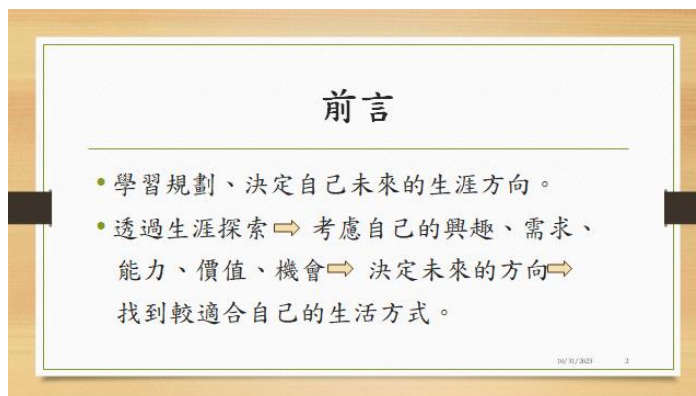 前言
•學習規劃、決定自己未來的生涯方向。
•透過生涯探索⇨ 考慮自己的興趣、需求、
能力、價值、機會⇨ 決定未來的方向⇨
找到較適合自己的生活方式。
10/31/2023 2